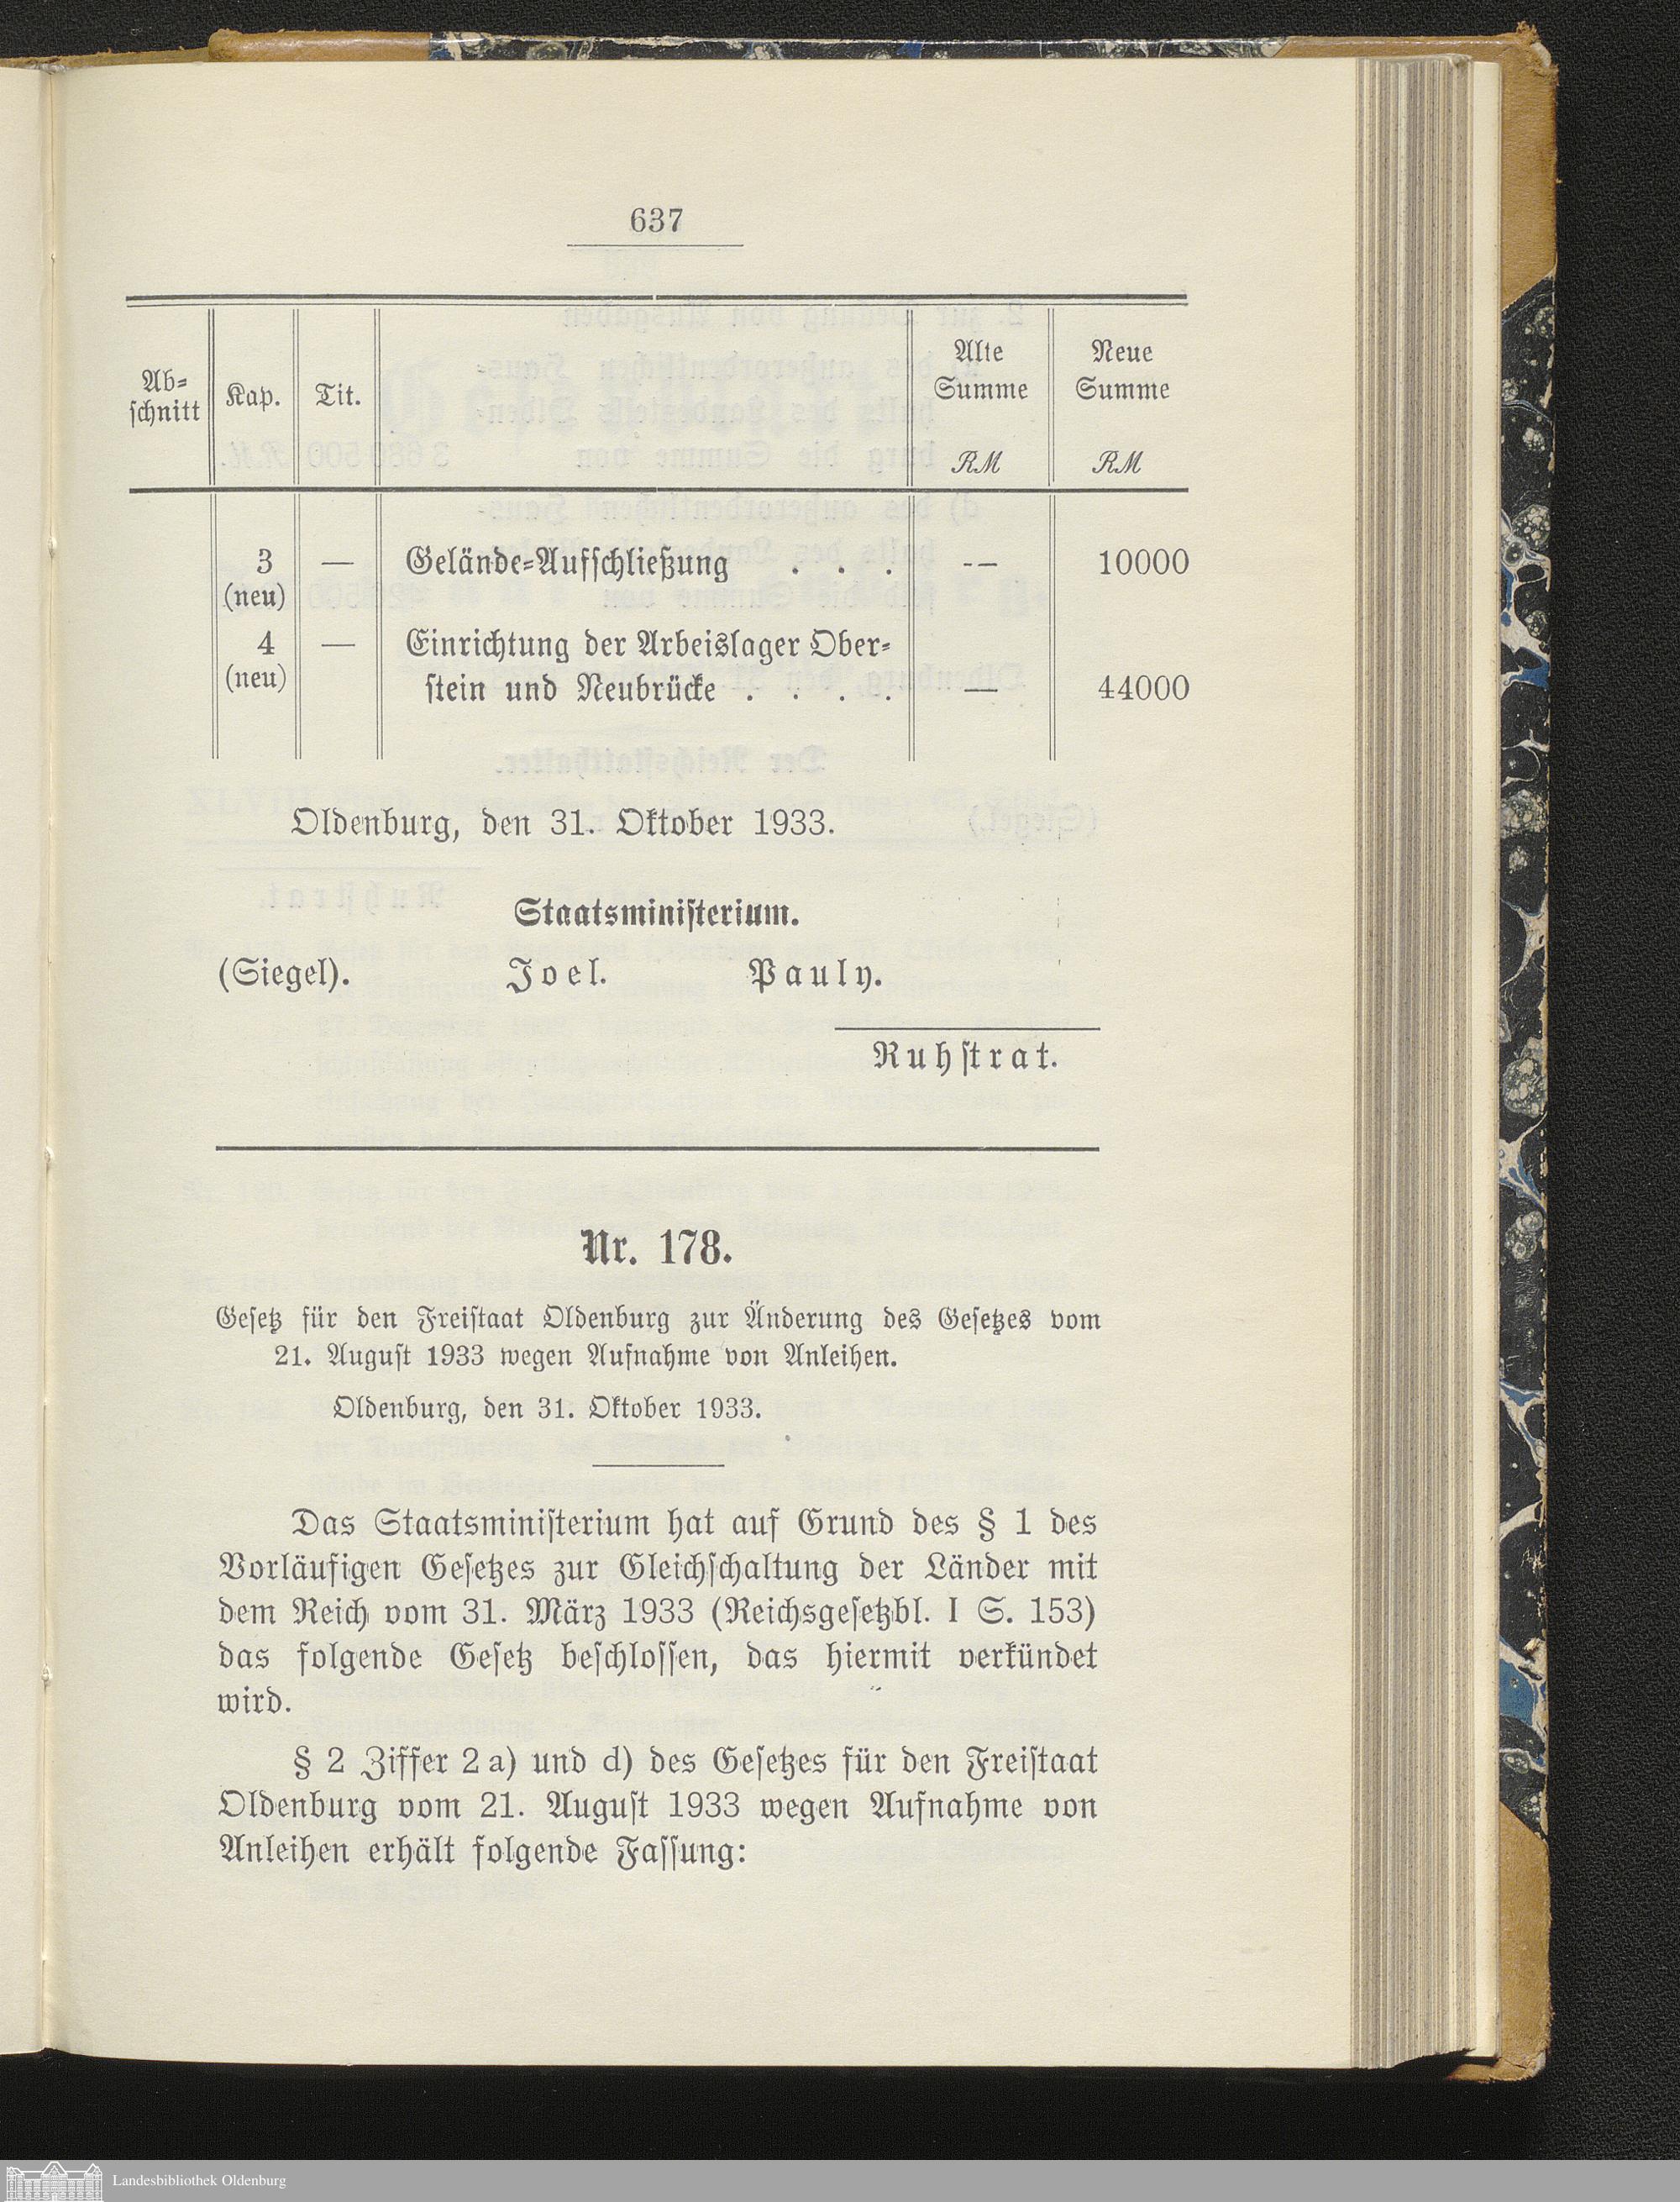 637
Ab-
schnitt
Kap.
Tit.
Alte
Summe
RM
Neue
Summe
RM
3 — Gelände-Aufschließung . . . -- 10000
(neu)
4 — Einrichtung der Arbeislager Ober-
(neu) stein und Neubrücke . . . . — 44000
Oldenburg, den 31. Oktober 1933.
Staatsministerium.
(Siegel). Joel. Pauly.
Ruhstrat.
Nr. 178.
Gesetz für den Freistaat Oldenburg zur Änderung des Gesetzes vom
21. August 1933 wegen Aufnahme von Anleihen.
Oldenburg, den 31. Oktober 1933.
Das Staatsministerium hat auf Grund des § 1 des
Vorläufigen Gesetzes zur Gleichschaltung der Länder mit
dem Reich vom 31. März 1933 (Reichsgesetzbl. I S. 153)
das folgende Gesetz beschlossen, das hiermit verkündet
wird.
§ 2 Ziffer 2 a) und d) des Gesetzes für den Freistaat
Oldenburg vom 21. August 1933 wegen Aufnahme von
Anleihen erhält folgende Fassung:
Landesbibliothek Oldenburg